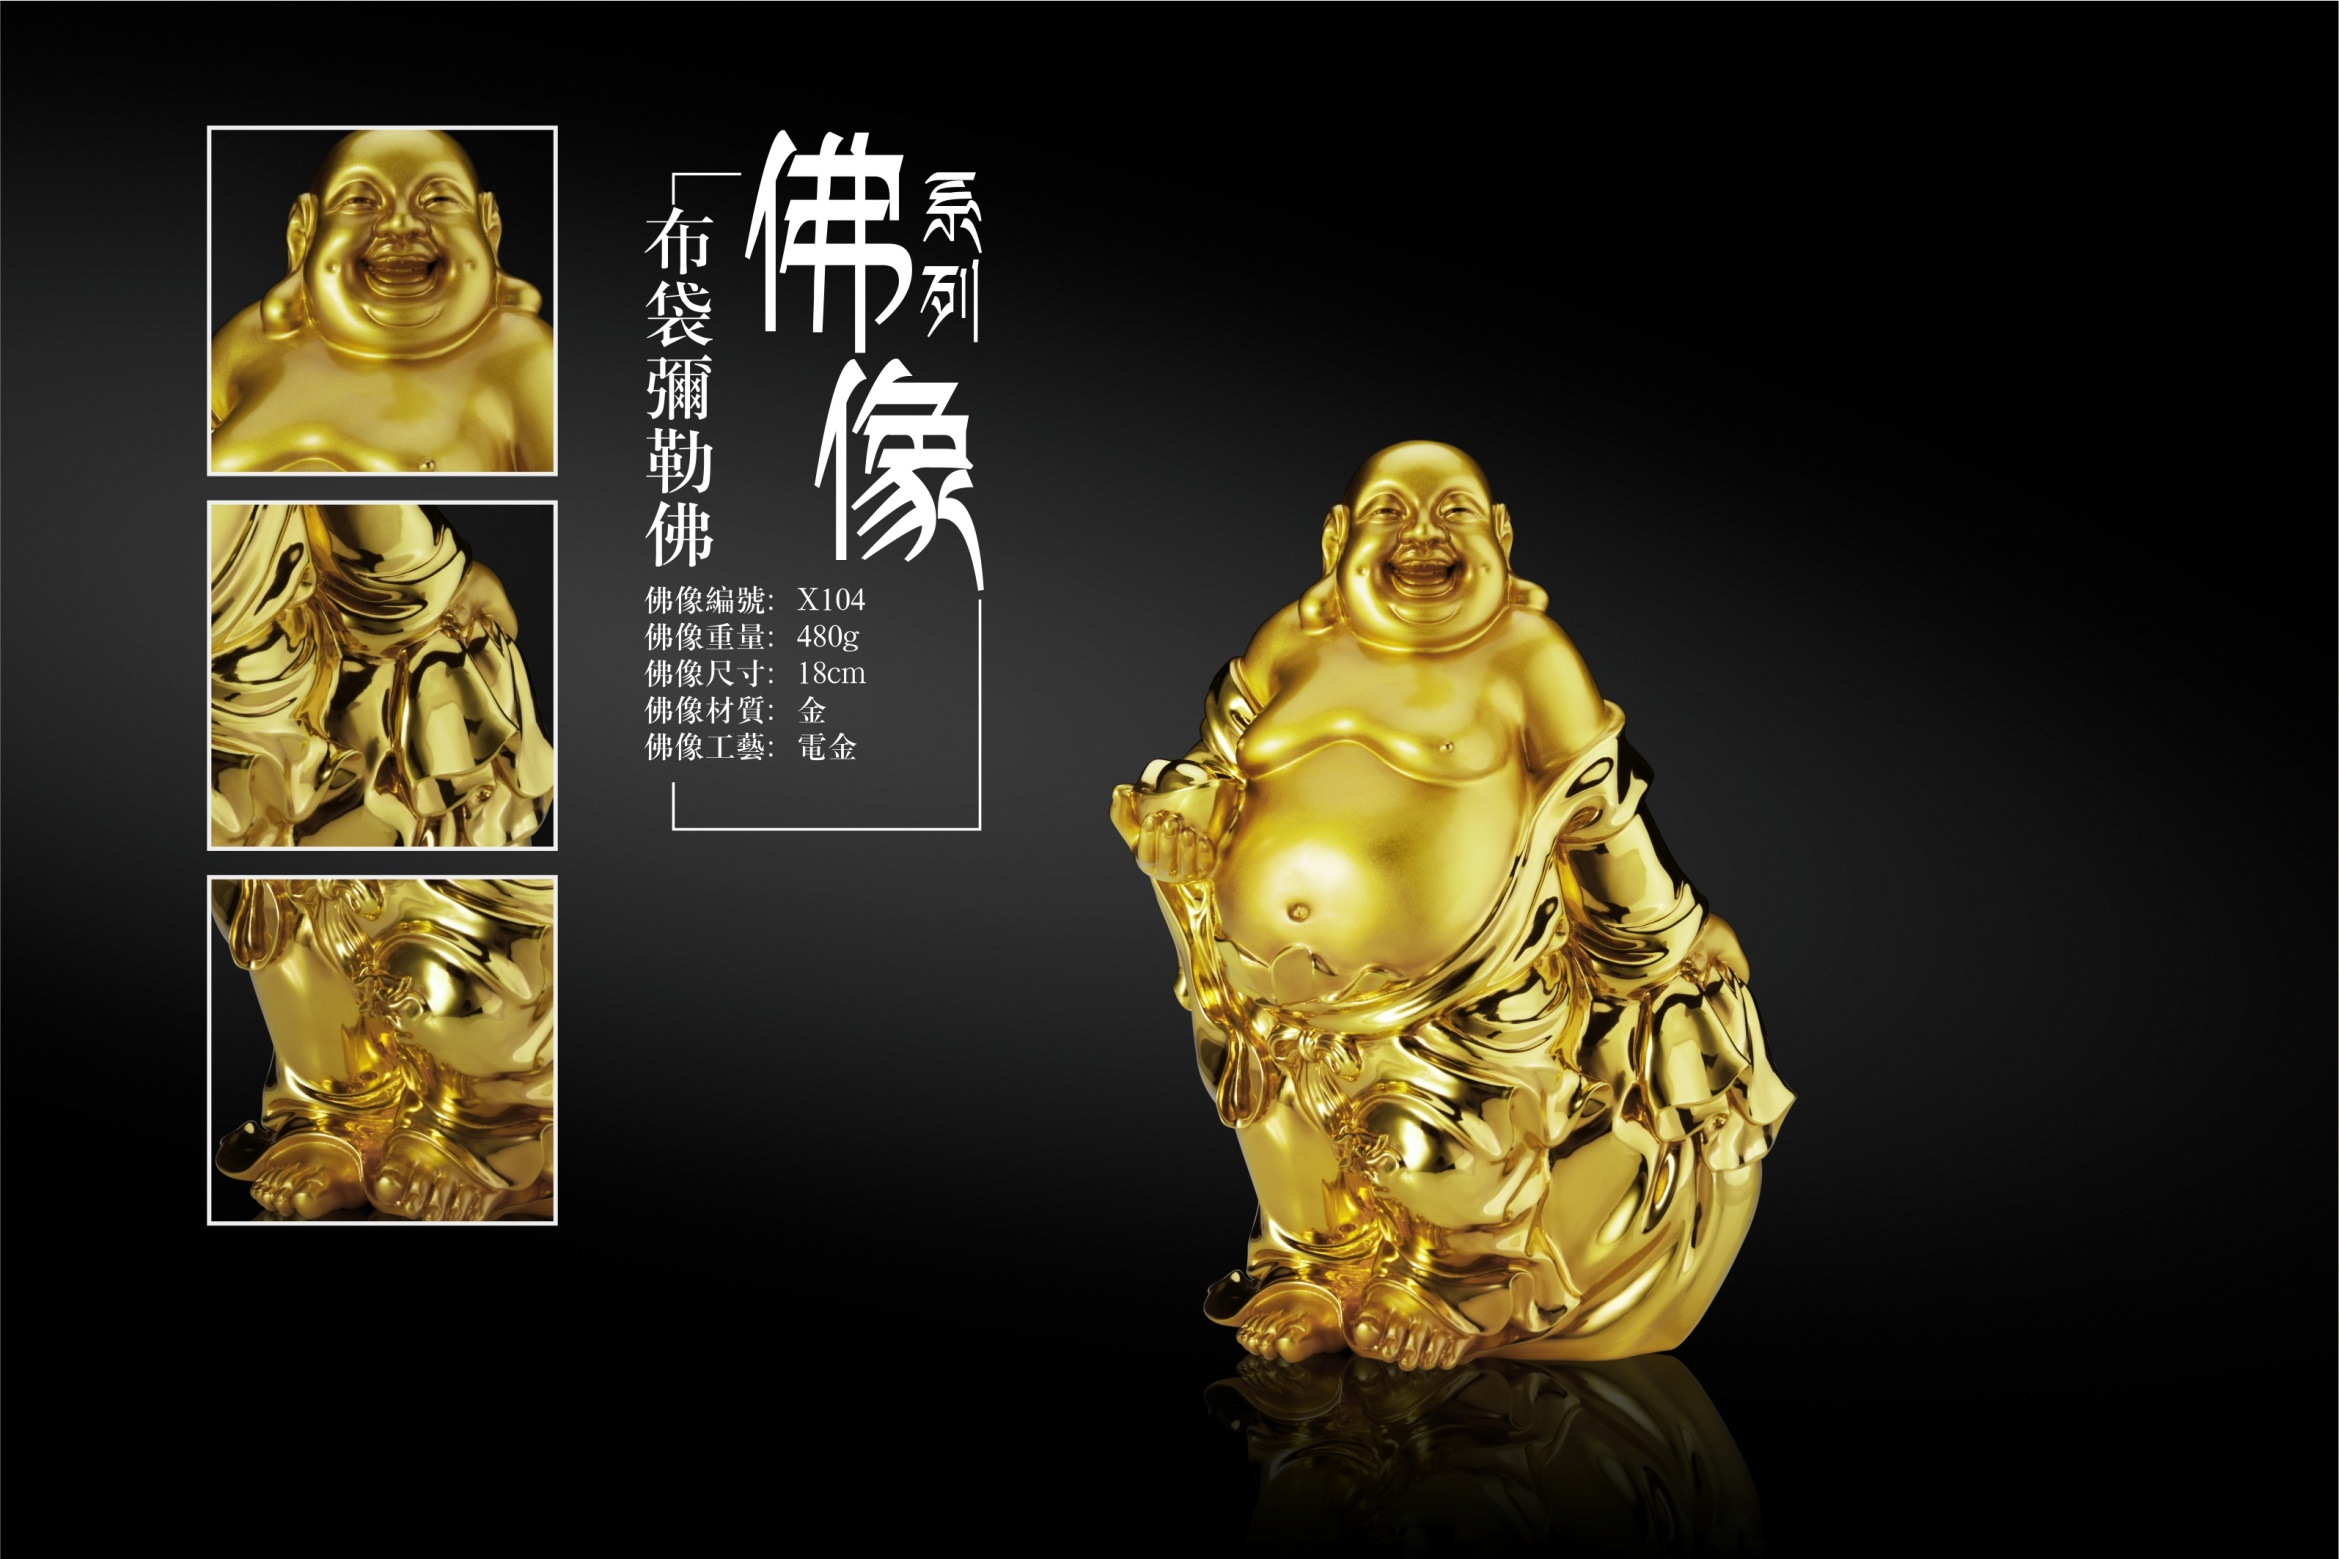 佛像
系列
布袋彌勒佛
佛像編號： X104
佛像重量： 480g
佛像尺寸： 18cm
佛像材質： 金
佛像工藝： 電金